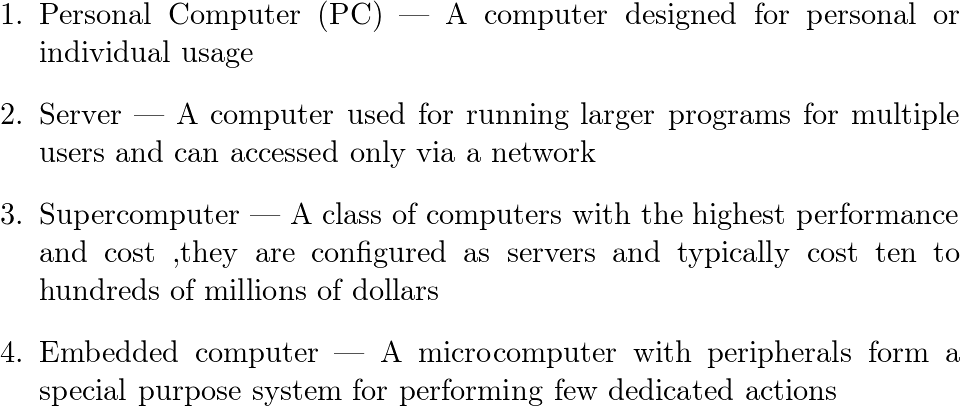 1. Personal Computer (PC) — A computer designed for personal or
individual usage
2. Server — A computer used for running larger programs for multiple
users and can accessed only via a network
3. Supercomputer — A class of computers with the highest performance
and cost ,they are configured as servers and typically cost ten to
hundreds of millions of dollars
4. Embedded computer — A microcomputer with peripherals form a
special purpose system for performing few dedicated actions